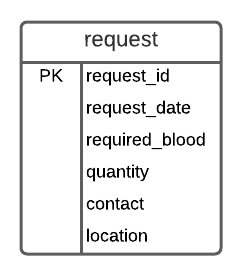 request
PK request_id
request_date
required_blood
quantity
contact
location